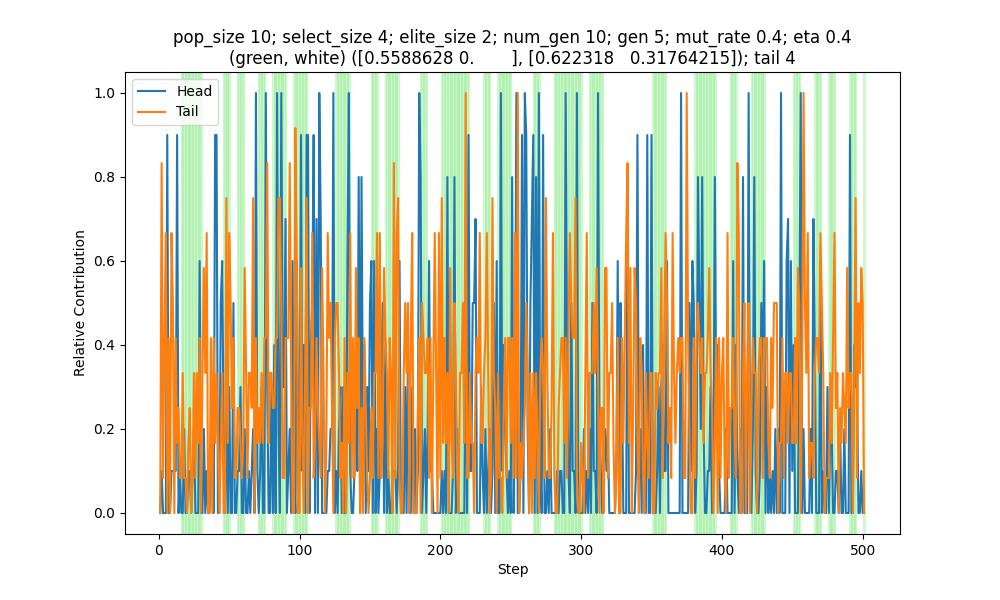 pop_size 10; select_size 4; elite_size 2; num_gen 10; gen 5; mut_rate 0.4; eta 0.4
(green, white) ([0.5588628 0.       ], [0.622318   0.31764215]); tail 4
Head
Tail
1.0
0.8
0.6
0.4
0.2
0.0
Relative Contribution
0
100
200
300
400
500
Step